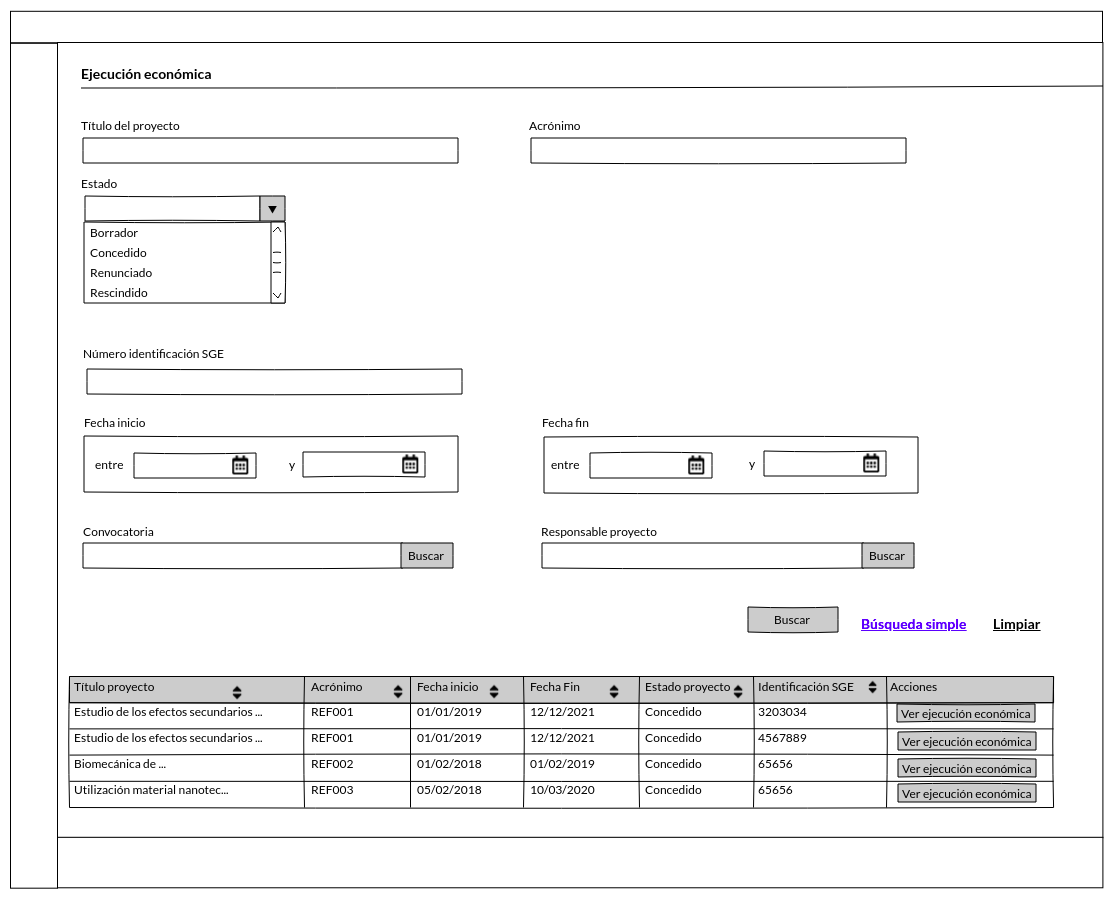 Ejecución económica
Título del proyecto Acrónimo
Estado
Borrador
Concedido
Renunciado
Rescindido
Número identificación SGE
Fecha inicio Fecha fin
entre y entre y
Convocatoria Responsable proyecto
Buscar Buscar
Buscar Búsqueda simple Limpiar
Título proyecto Acrónimo Fecha inicio Fecha Fin Estado proyecto Identificación SGE Acciones
Estudio de los efectos secundarios ... REF001 01/01/2019 12/12/2021 Concedido 3203034 Ver ejecución económica
Estudio de los efectos secundarios ... REF001 01/01/2019 12/12/2021 Concedido 4567889 Ver ejecución económica
Biomecánica de ... REF002 01/02/2018 01/02/2019 Concedido 65656 Ver ejecución económica
Utilización material nanotec... REF003 05/02/2018 10/03/2020 Concedido 65656 Ver ejecución económica